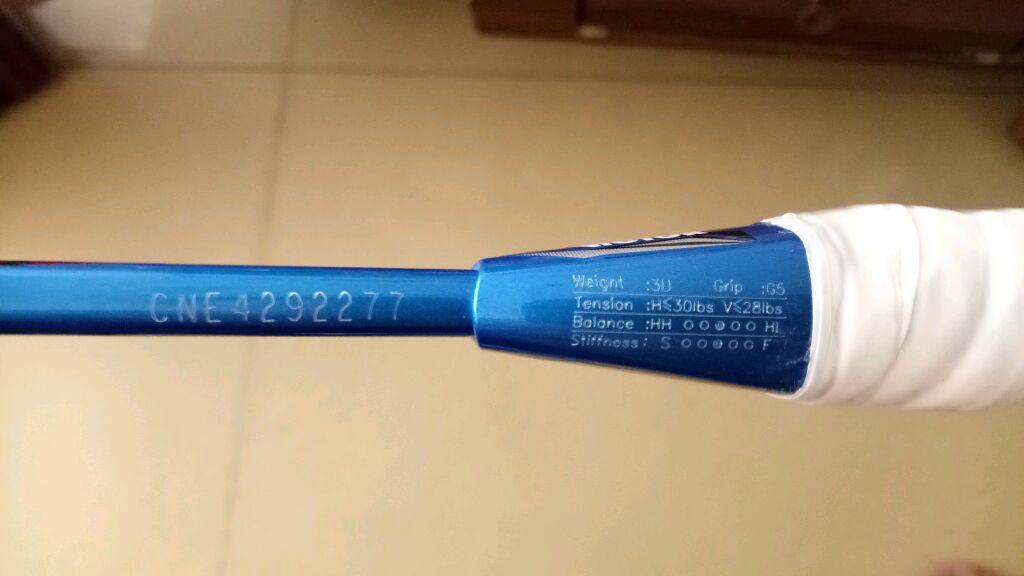 CNE4292277
Weight :3U Grip :G5
Tension :H≤30lbs V≤28lbs
Balance :HH ○○●○○ HL
Stiffness: S ○○●○○ F